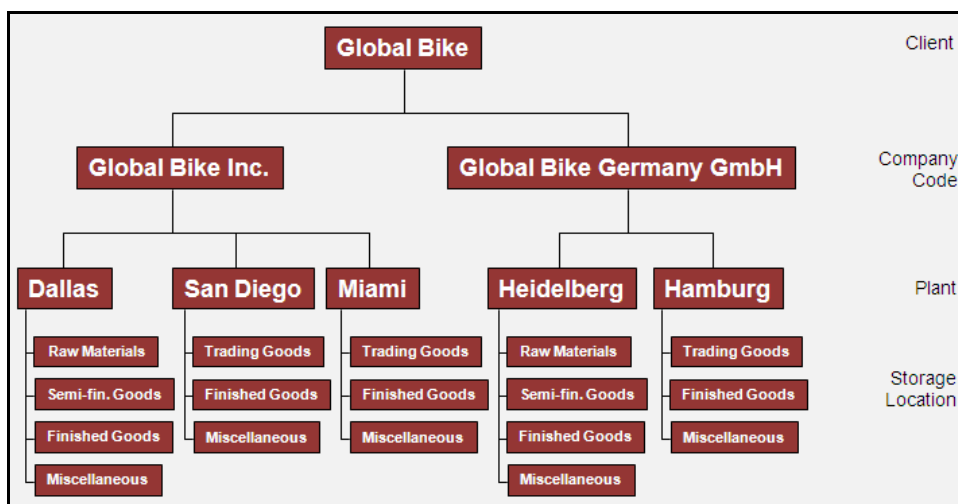 Global Bike
Client
Global Bike Inc.
Global Bike Germany GmbH
Company
Code
Dallas
San Diego
Miami
Heidelberg
Hamburg
Plant
Raw Materials
Trading Goods
Trading Goods
Raw Materials
Trading Goods
Semi-fin. Goods
Finished Goods
Finished Goods
Semi-fin. Goods
Finished Goods
Storage
Location
Finished Goods
Miscellaneous
Miscellaneous
Finished Goods
Miscellaneous
Miscellaneous
Miscellaneous